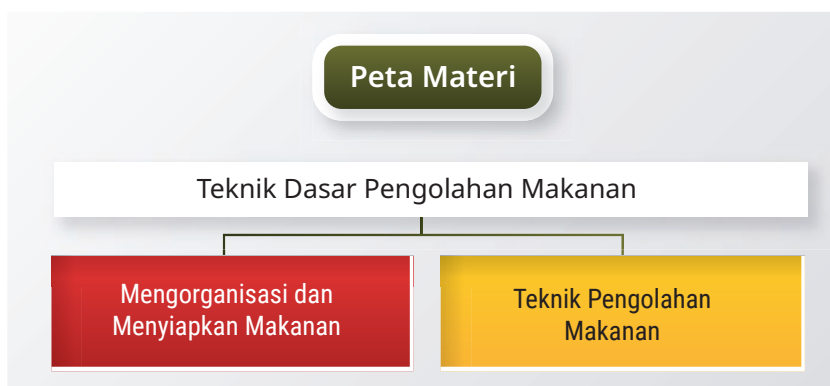 Peta Materi
Teknik Dasar Pengolahan Makanan
Mengorganisasi dan
Menyiapkan Makanan
Teknik Pengolahan
Makanan